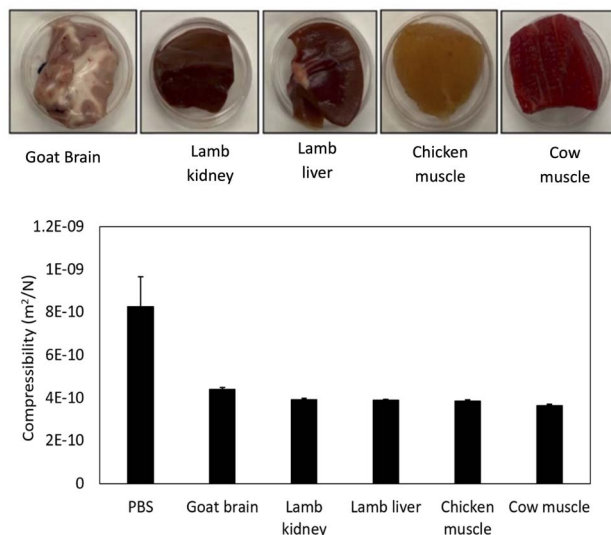 Goat Brain
Lamb
kidney
Lamb
liver
Chicken
muscle
Cow
muscle
Compressibility (m²/N)
1.2E-09
1E-09
8E-10
6E-10
4E-10
2E-10
0
PBS
Goat brain
Lamb
kidney
Lamb liver
Chicken
muscle
Cow muscle